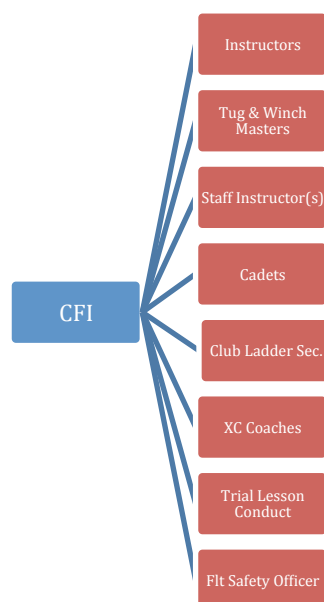 Instructors
Tug & Winch
Masters
Staff Instructor(s)
Cadets
CFI
Club Ladder Sec.
XC Coaches
Trial Lesson
Conduct
Flt Safety Officer